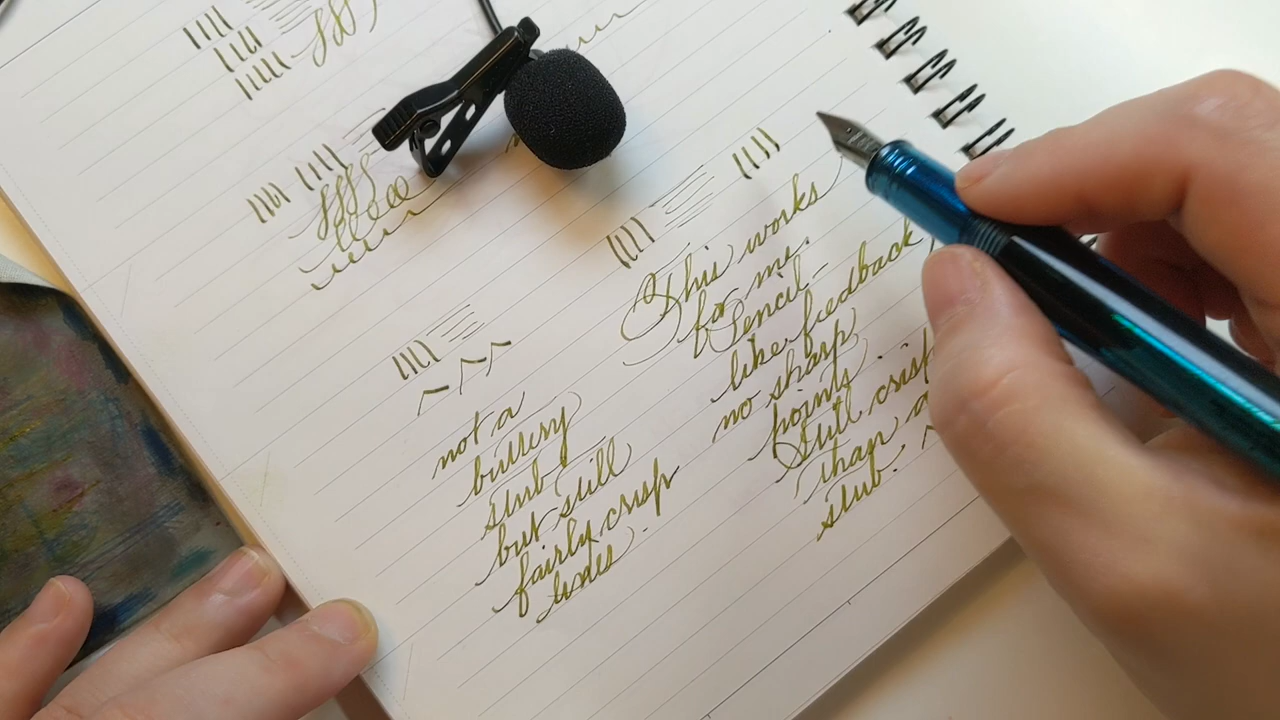 not a
buttery
stub
but still
fairly crisp
lines.
This works
for me.
Pencil-
like feedback,
no sharp
points.
Still crisp
than a
stub.